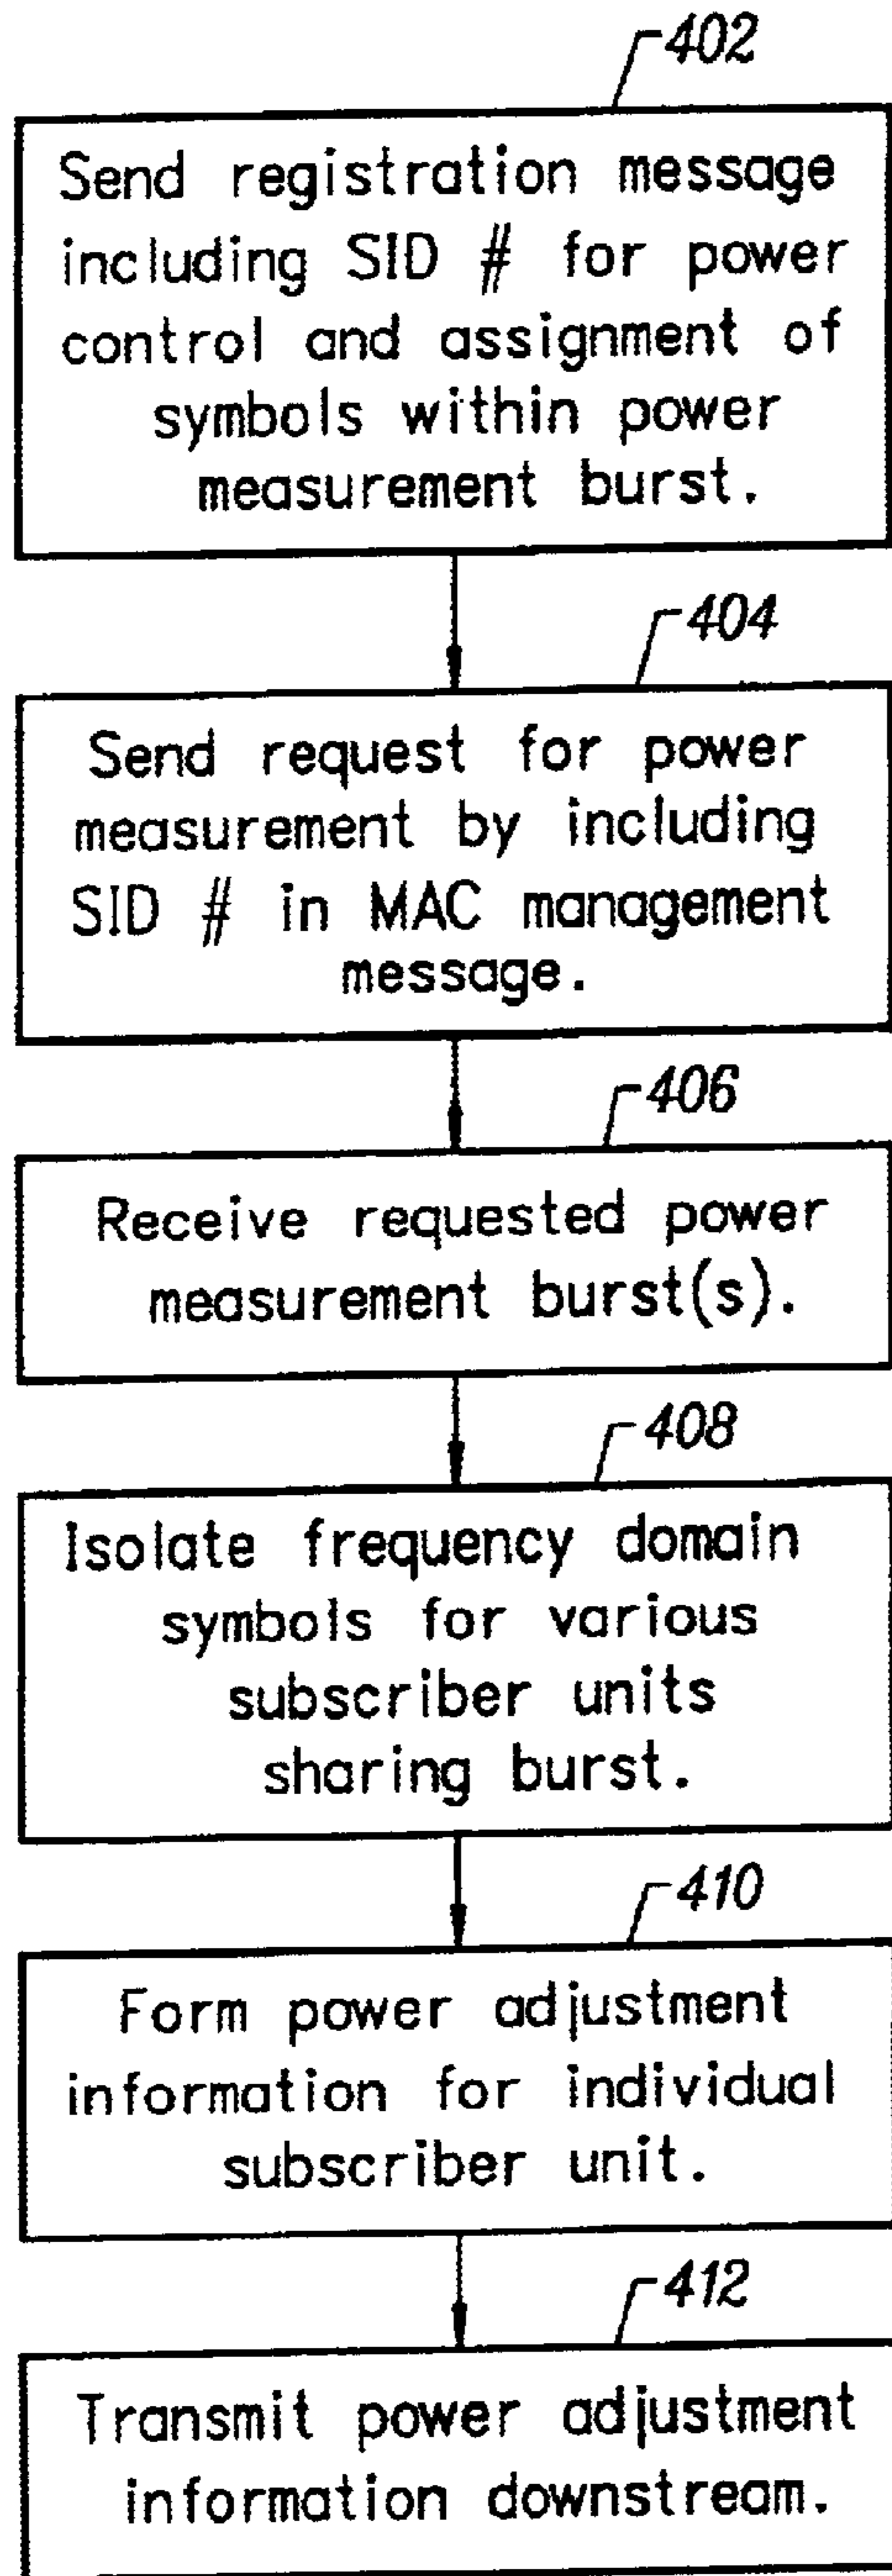 402
Send registration message
including SID # for power
control and assignment of
symbols within power
measurement burst.
404
Send request for power
measurement by including
SID # in MAC management
message.
406
Receive requested power
measurement burst(s).
408
Isolate frequency domain
symbols for various
subscriber units
sharing burst.
410
Form power adjustment
information for individual
subscriber unit.
412
Transmit power adjustment
information downstream.